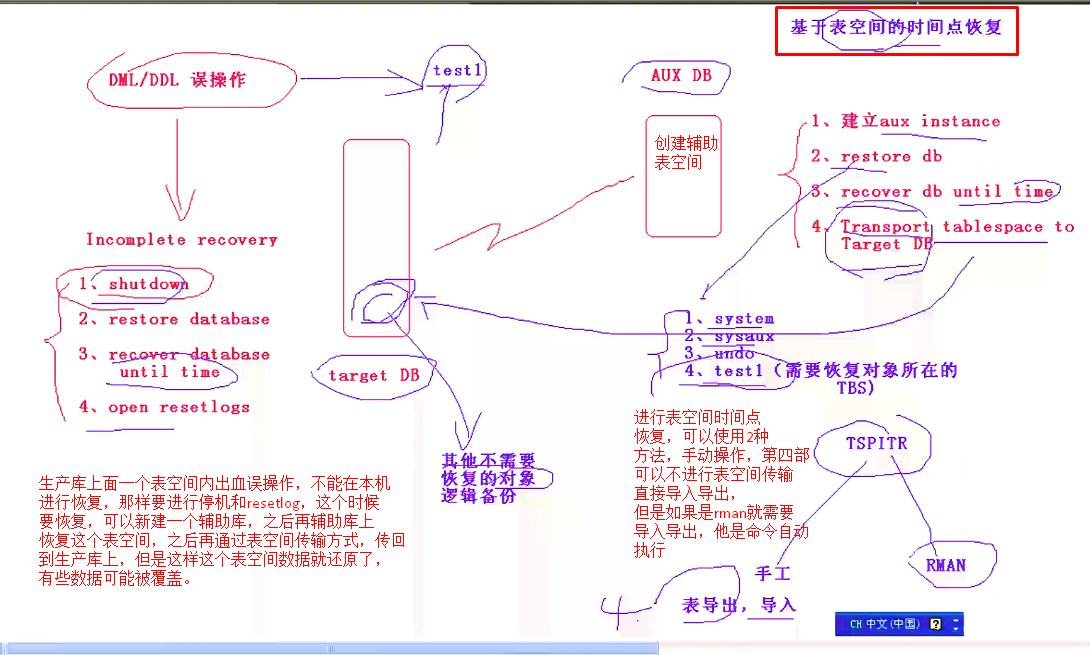 基于表空间的时间点恢复
DML/DDL 误操作
test1
AUX DB
创建辅助
表空间
1、建立aux instance
2、restore db
3、recover db until time
4、Transport tablespace to
Target DB
Incomplete recovery
1、shutdown
2、restore database
3、recover database
until time
4、open resetlogs
target DB
1、system
2、sysaux
3、undo
4、test1（需要恢复对象所在的
TBS）
其他不需要
恢复的对象
逻辑备份
生产库上面一个表空间内出血误操作，不能在本机
进行恢复，那样要进行停机和resetlog，这个时候
要恢复，可以新建一个辅助库，之后再辅助库上
恢复这个表空间，之后再通过表空间传输方式，传回
到生产库上，但是这样这个表空间数据就还原了，
有些数据可能被覆盖。
进行表空间时间点
恢复，可以使用2种
方法，手动操作，第四部
可以不进行表空间传输
直接导入导出，
但是如果是rman就需要
导入导出，他是命令自动
执行
TSPITR
手工
RMAN
4.
表导出，导入
CH 中文(中国)